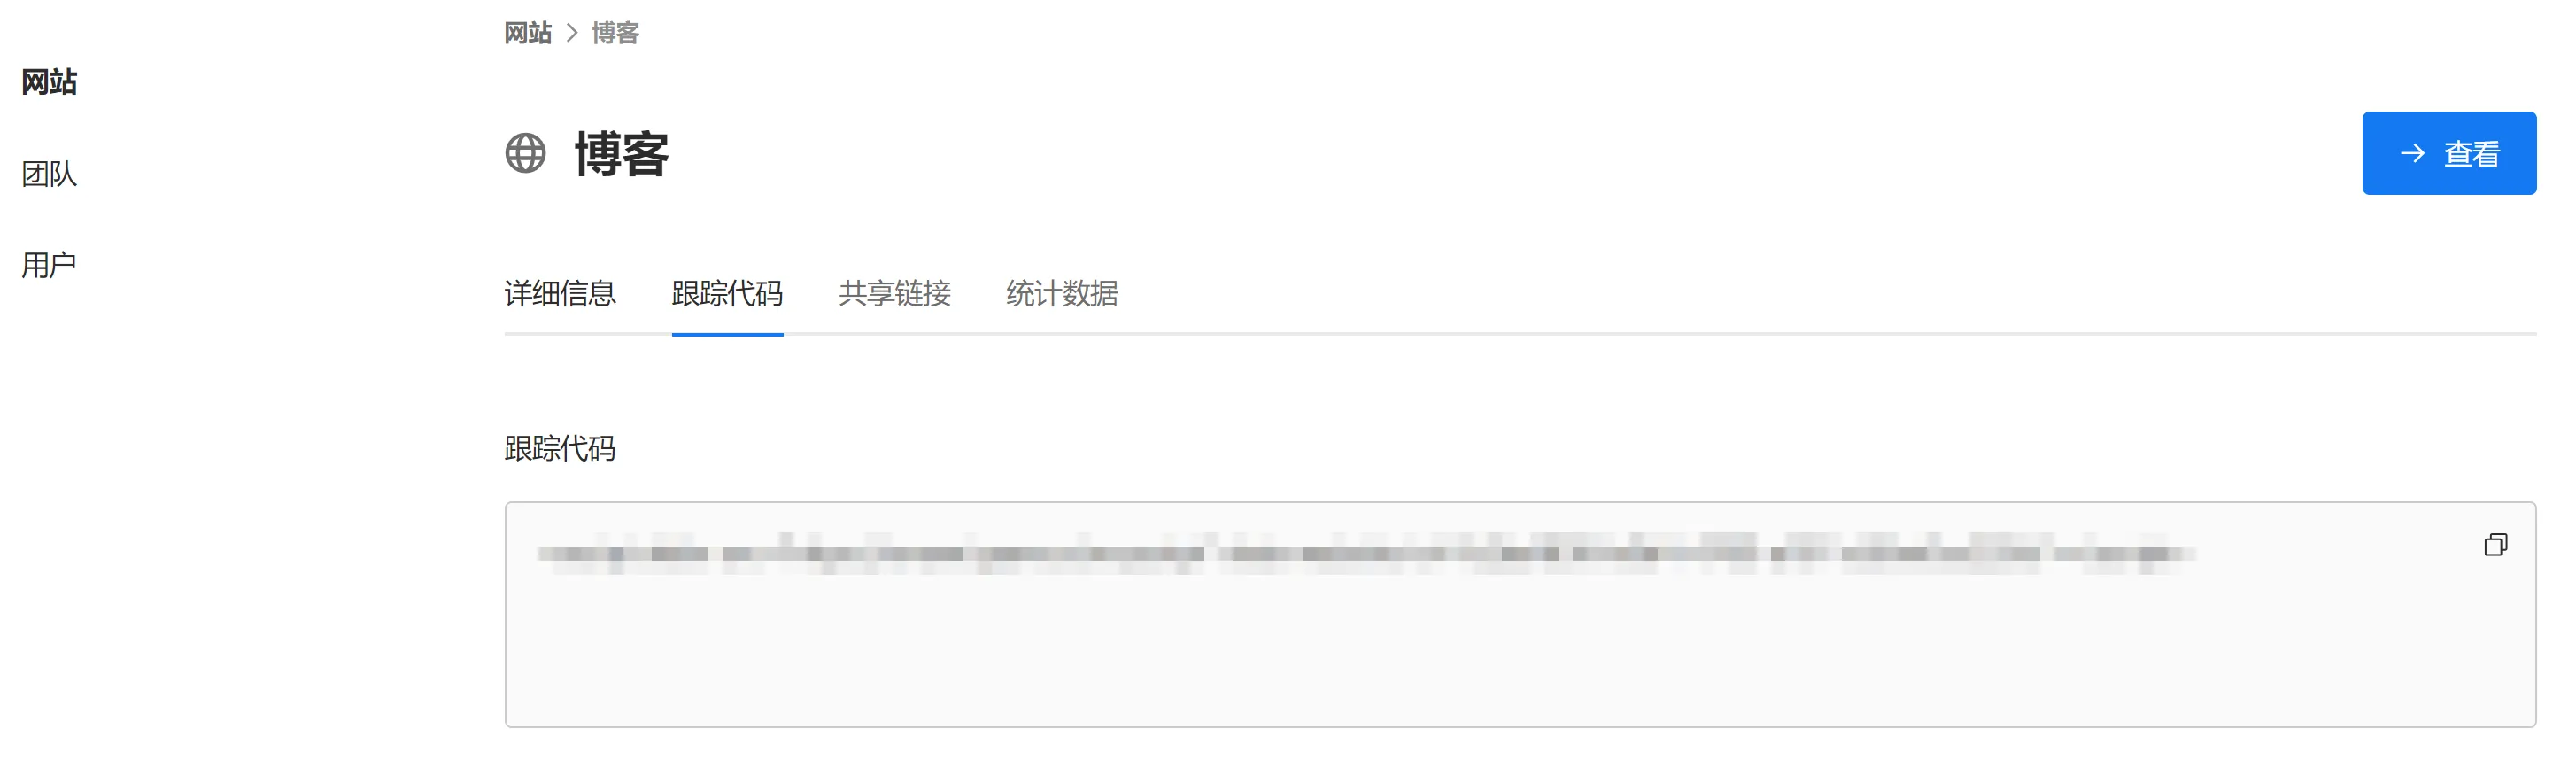 网站 > 博客
网站
团队
用户
博客
查看
详细信息 跟踪代码 共享链接 统计数据
跟踪代码